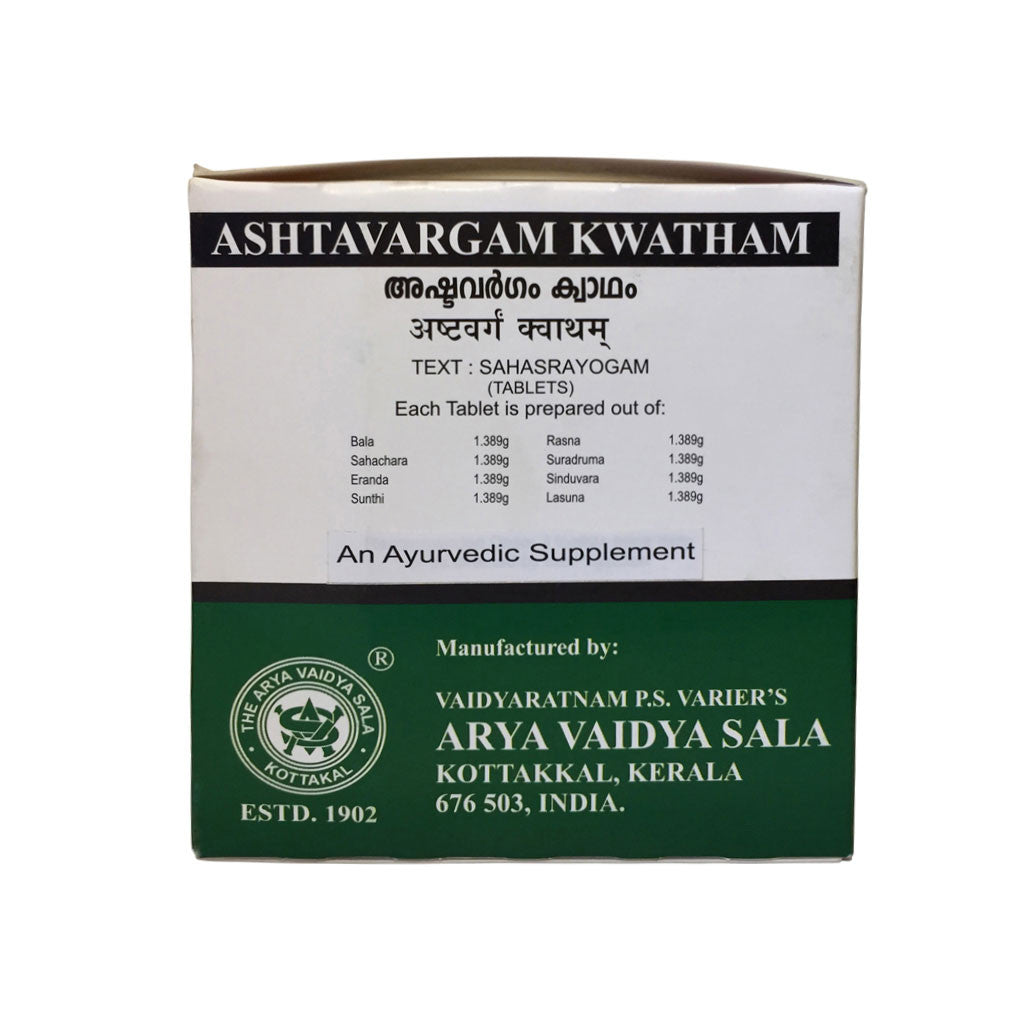 ASHTAVARGAM KWATHAM
അഷ്ടവർഗം ക്വാഥം
अष्टवर्गं क्वाथम्
TEXT : SAHASRAYOGAM
(TABLETS)
Each Tablet is prepared out of:
Bala 1.389g Rasna 1.389g
Sahachara 1.389g Suradruma 1.389g
Eranda 1.389g Sinduvara 1.389g
Sunthi 1.389g Lasuna 1.389g
An Ayurvedic Supplement
Manufactured by:
VAIDYARATNAM P.S. VARIER'S
ARYA VAIDYA SALA
KOTTAKKAL, KERALA
676 503, INDIA.
®
THE ARYA VAIDYA SALA
KOTTAKAL
ESTD. 1902